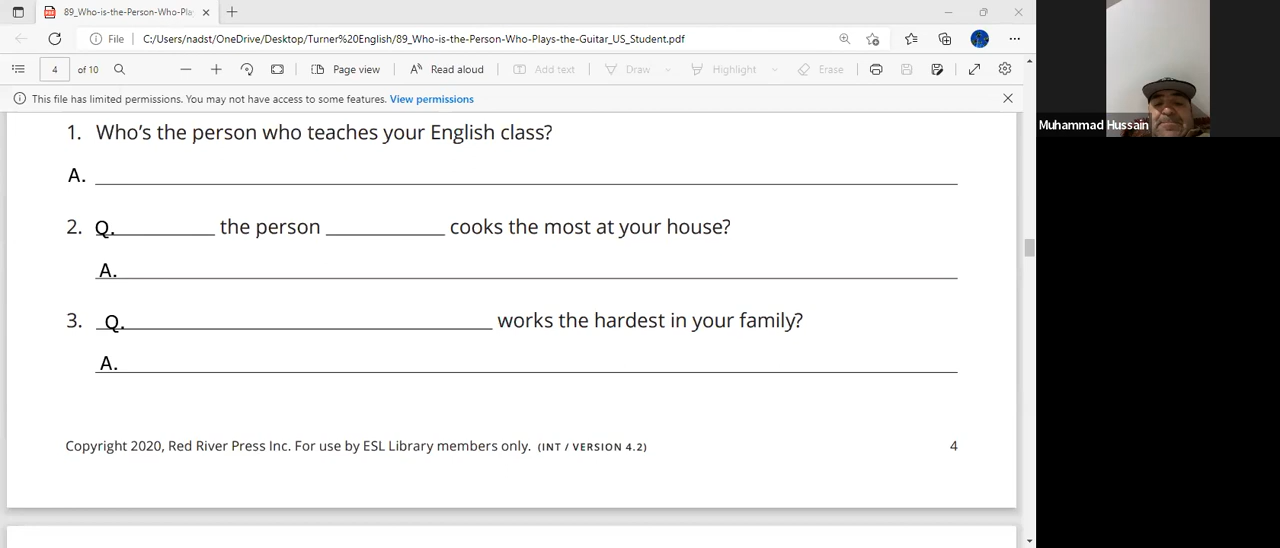 89_Who-is-the-Person-Who-Pla
File C:/Users/nadst/OneDrive/Desktop/Turner%20English/89_Who-is-the-Person-Who-Plays-the-Guitar_US_Student.pdf
4 of 10 Page view Read aloud Add text Draw Highlight Erase
This file has limited permissions. You may not have access to some features. View permissions
Muhammad Hussain
1. Who's the person who teaches your English class?
A.
2. Q. the person cooks the most at your house?
A.
3. Q. works the hardest in your family?
A.
Copyright 2020, Red River Press Inc. For use by ESL Library members only. (INT / VERSION 4.2) 4